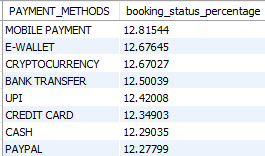 PAYMENT_METHODS booking_status_percentage
MOBILE PAYMENT 12.81544
E-WALLET 12.67645
CRYPTOCURRENCY 12.67027
BANK TRANSFER 12.50039
UPI 12.42008
CREDIT CARD 12.34903
CASH 12.29035
PAYPAL 12.27799